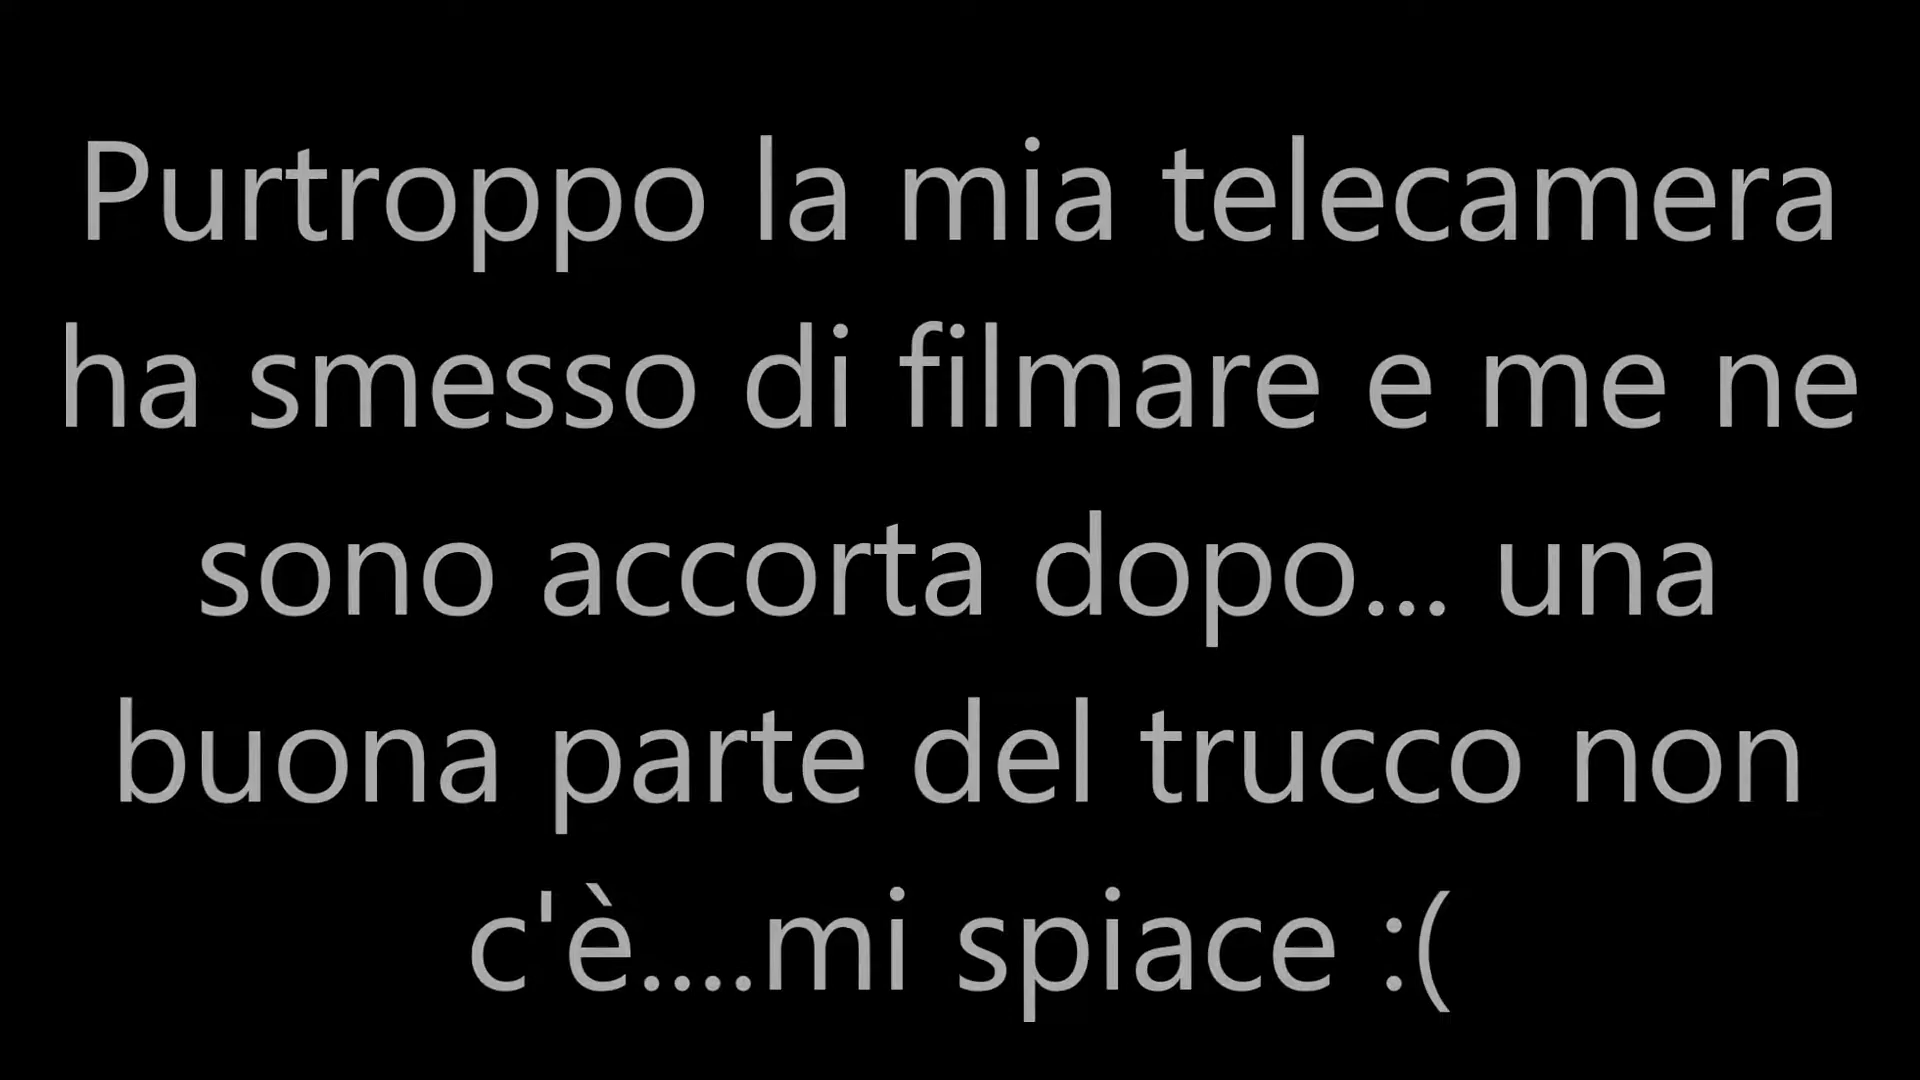 Purtroppo la mia telecamera
ha smesso di filmare e me ne
sono accorta dopo... una
buona parte del trucco non
c'è....mi spiace :(